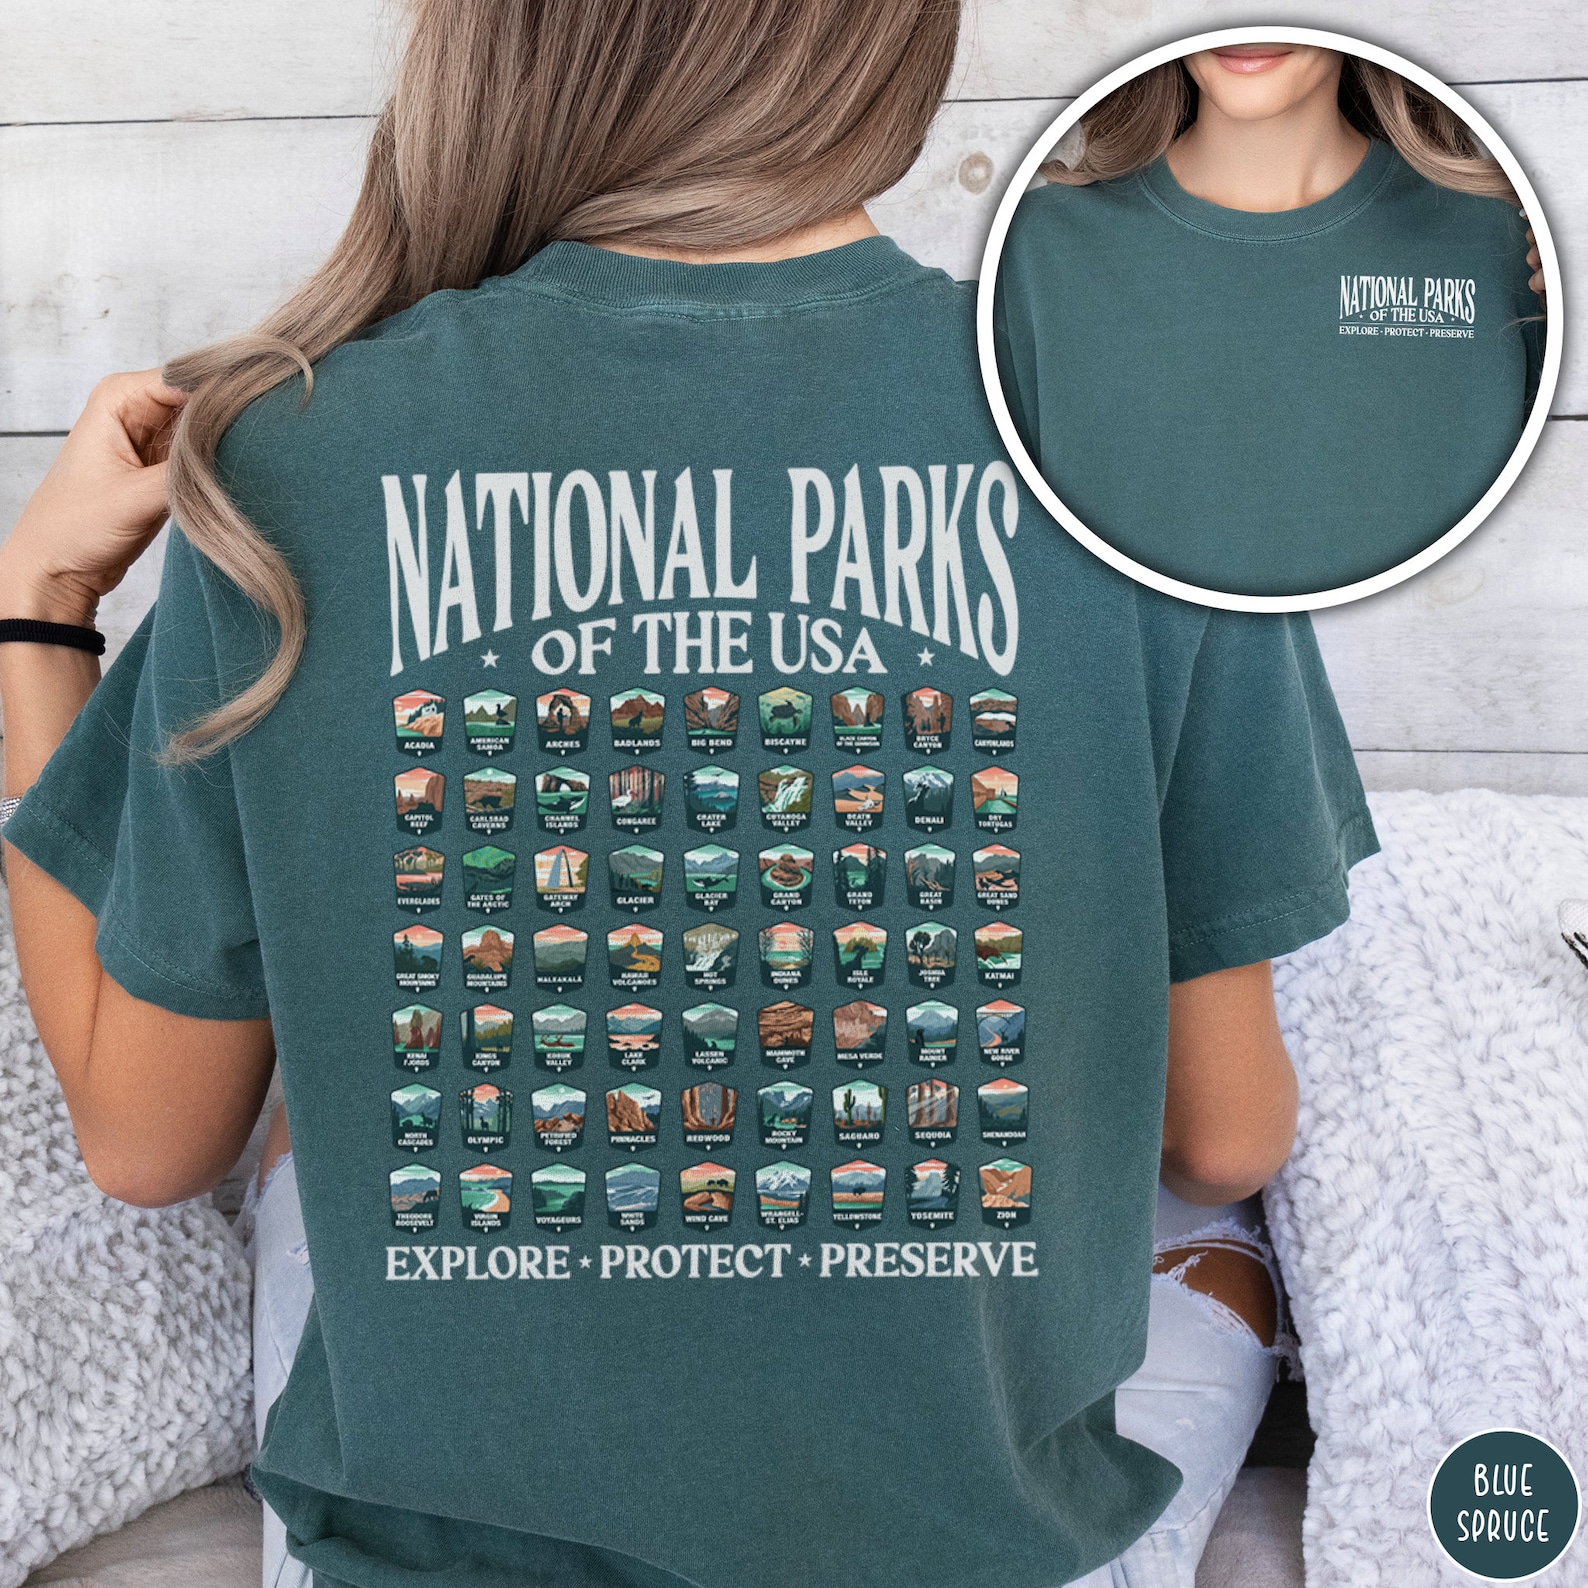 NATIONAL PARKS
OF THE USA
EXPLORE · PROTECT · PRESERVE
NATIONAL PARKS
★ OF THE USA ★
ACADIA
AMERICAN
SAMOA
ARCHES
BADLANDS
BIG BEND
BISCAYNE
BLACK CANYON
OF THE GUNNISON
BRYCE
CANYON
CANYONLANDS
CAPITOL
REEF
CARLSBAD
CAVERNS
CHANNEL
ISLANDS
CONGAREE
CRATER
LAKE
CUYAHOGA
VALLEY
DEATH
VALLEY
DENALI
DRY
TORTUGAS
EVERGLADES
GATES OF
THE ARCTIC
GATEWAY
ARCH
GLACIER
GLACIER
BAY
GRAND
CANYON
GRAND
TETON
GREAT
BASIN
GREAT SAND
DUNES
GREAT SMOKY
MOUNTAINS
GUADALUPE
MOUNTAINS
HALEAKALĀ
HAWAII
VOLCANOES
HOT
SPRINGS
INDIANA
DUNES
ISLE
ROYALE
JOSHUA
TREE
KATMAI
KENAI
FJORDS
KINGS
CANYON
KOBUK
VALLEY
LAKE
CLARK
LASSEN
VOLCANIC
MAMMOTH
CAVE
MESA VERDE
MOUNT
RAINIER
NEW RIVER
GORGE
NORTH
CASCADES
OLYMPIC
PETRIFIED
FOREST
PINNACLES
REDWOOD
ROCKY
MOUNTAIN
SAGUARO
SEQUOIA
SHENANDOAH
THEODORE
ROOSEVELT
VIRGIN
ISLANDS
VOYAGEURS
WHITE
SANDS
WIND CAVE
WRANGELL-
ST. ELIAS
YELLOWSTONE
YOSEMITE
ZION
EXPLORE ★ PROTECT ★ PRESERVE
BLUE
SPRUCE